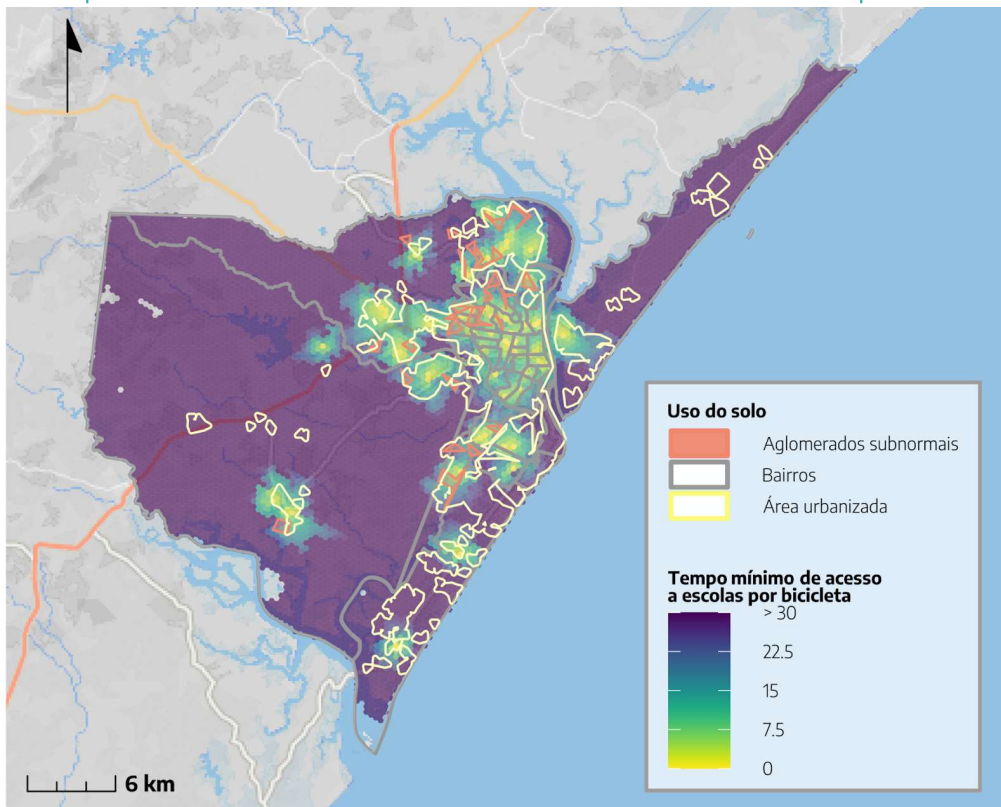 Uso do solo
Aglomerados subnormais
Bairros
Área urbanizada
Tempo mínimo de acesso
a escolas por bicicleta
> 30
22.5
15
7.5
0
6 km